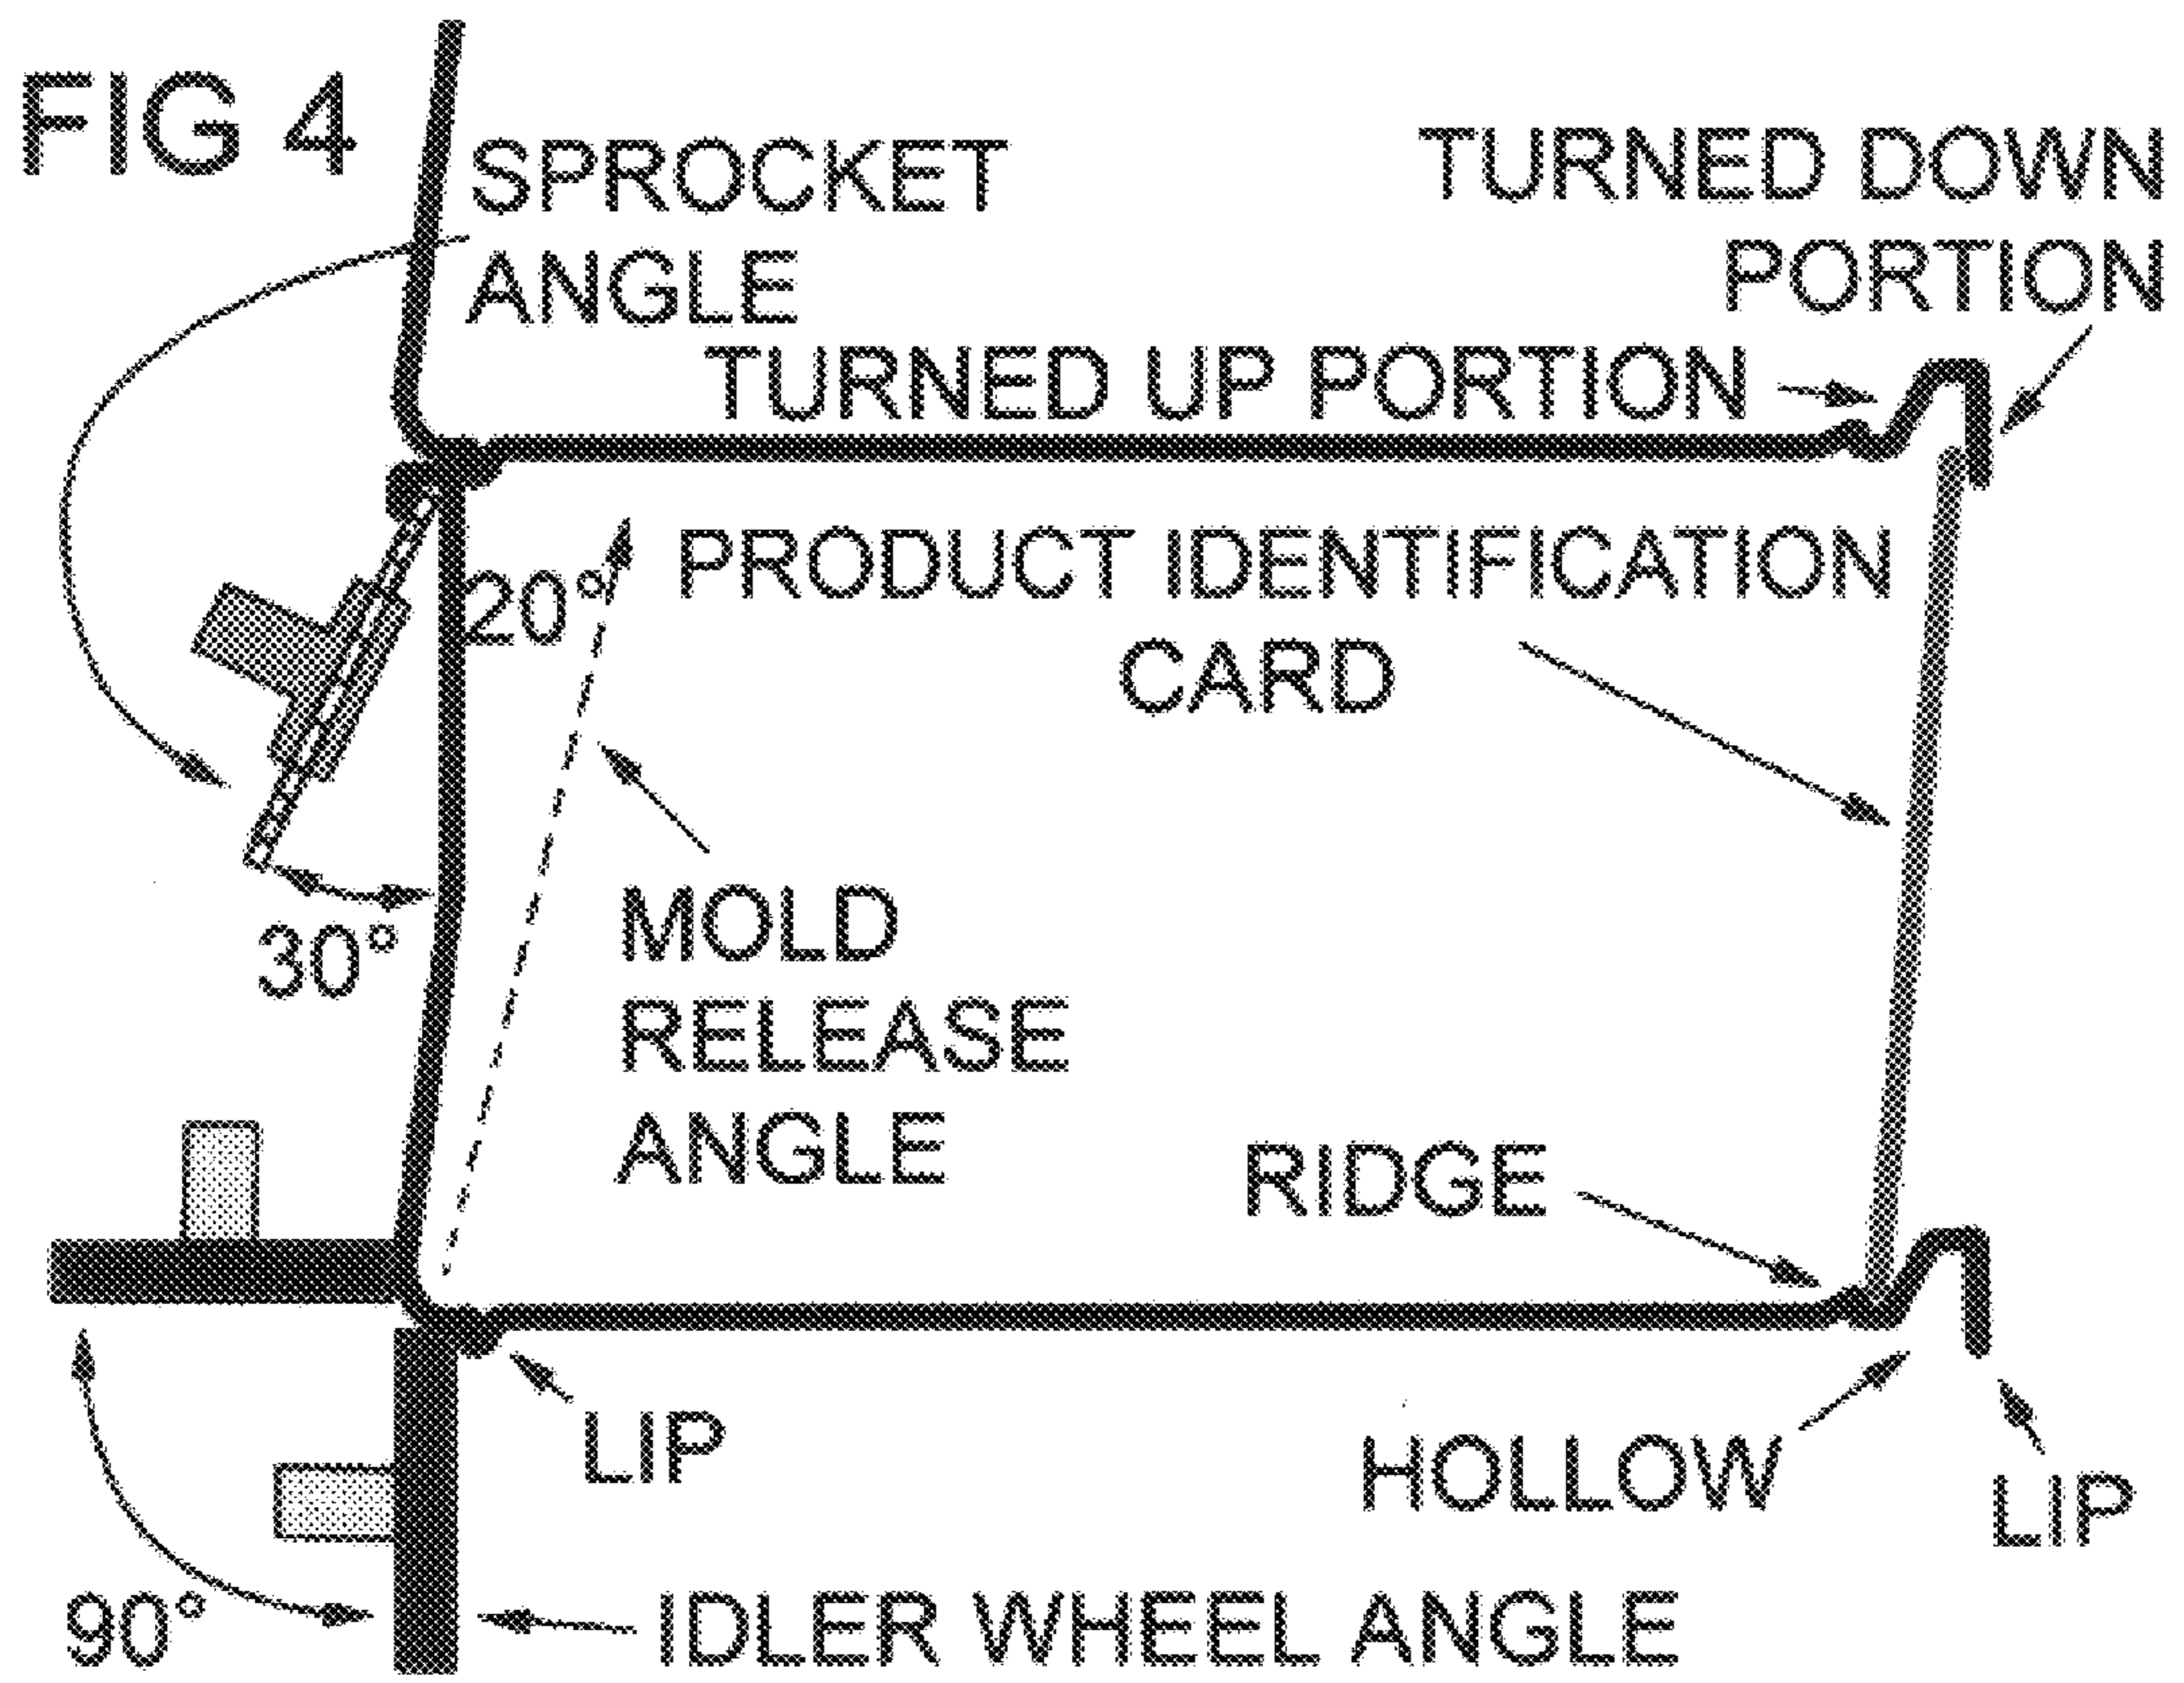 FIG 4
SPROCKET
ANGLE
TURNED DOWN
PORTION
TURNED UP PORTION
20°
PRODUCT IDENTIFICATION
CARD
30°
MOLD
RELEASE
ANGLE
RIDGE
LIP
HOLLOW
LIP
90°
IDLER WHEEL ANGLE